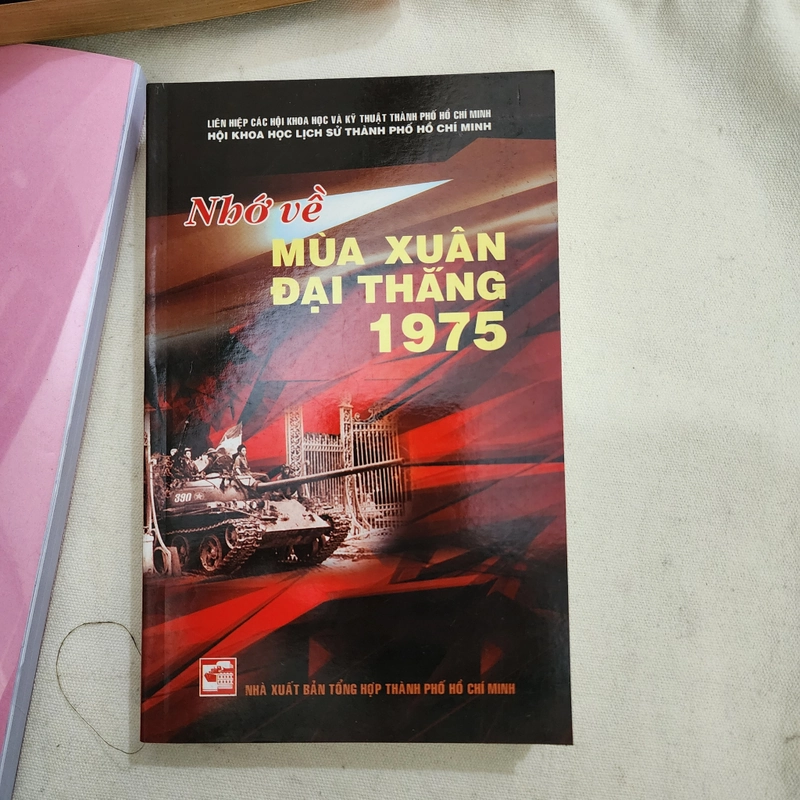 LIÊN HIỆP CÁC HỘI KHOA HỌC VÀ KỸ THUẬT THÀNH PHỐ HỒ CHÍ MINH
HỘI KHOA HỌC LỊCH SỬ THÀNH PHỐ HỒ CHÍ MINH
Nhớ về
MÙA XUÂN
ĐẠI THẮNG
1975
390
NHÀ XUẤT BẢN TỔNG HỢP THÀNH PHỐ HỒ CHÍ MINH